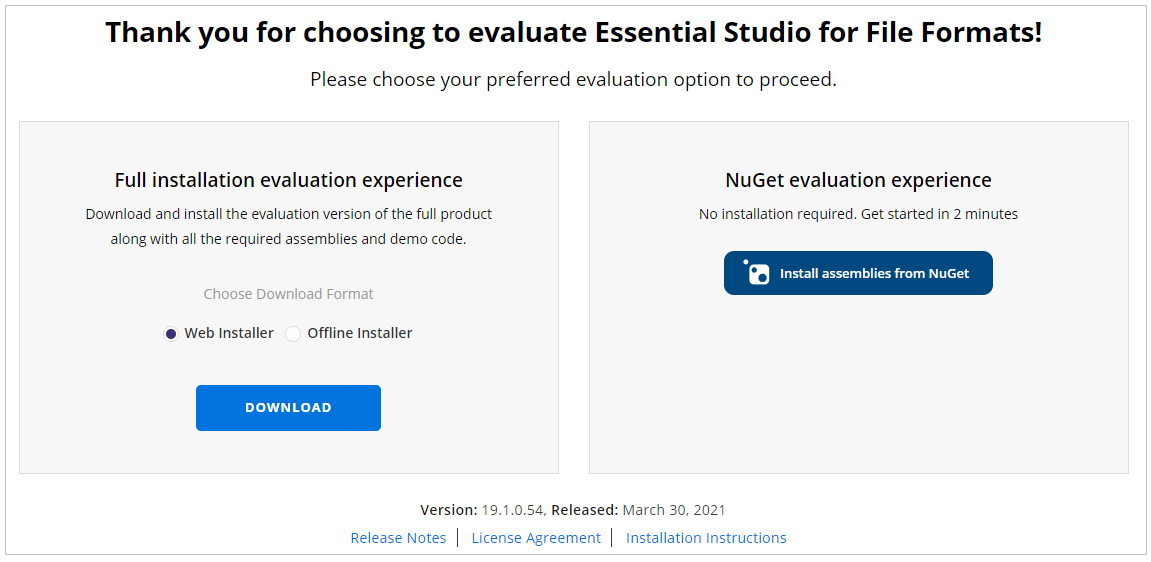 Thank you for choosing to evaluate Essential Studio for File Formats!
Please choose your preferred evaluation option to proceed.
Full installation evaluation experience
Download and install the evaluation version of the full product
along with all the required assemblies and demo code.
Choose Download Format
Web Installer Offline Installer
DOWNLOAD
NuGet evaluation experience
No installation required. Get started in 2 minutes
Install assemblies from NuGet
Version: 19.1.0.54, Released: March 30, 2021
Release Notes | License Agreement | Installation Instructions